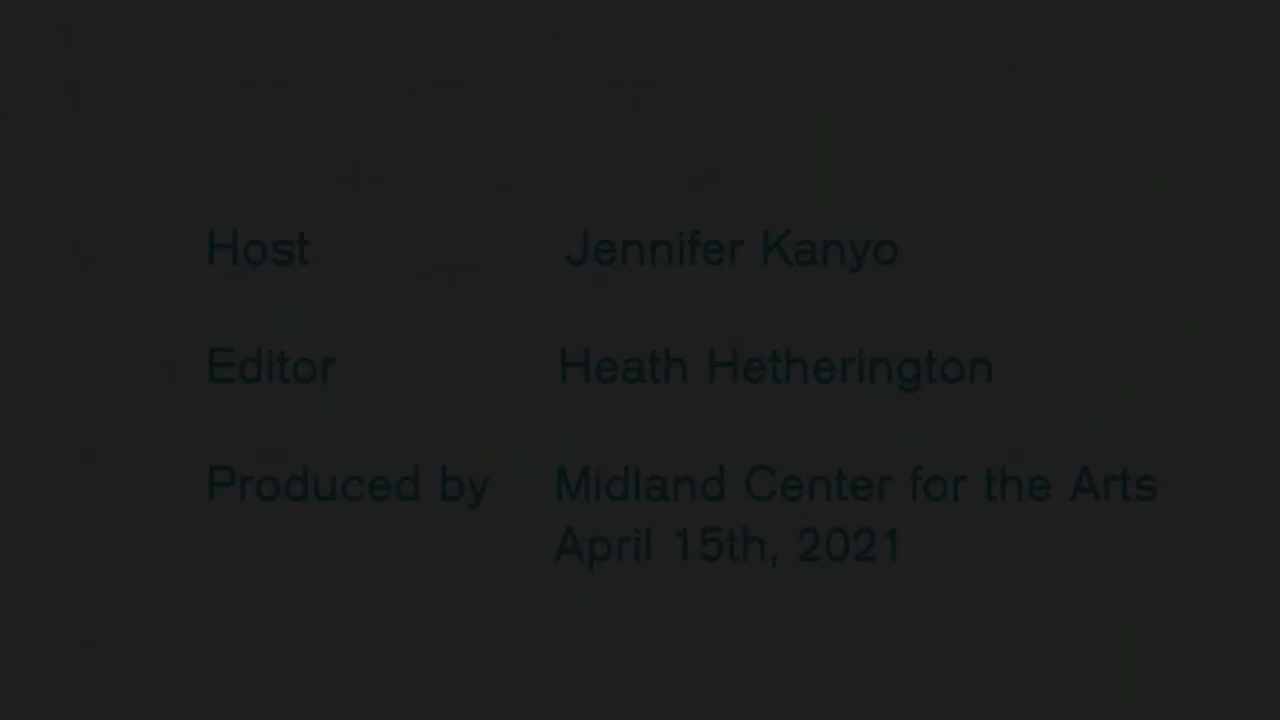 Host Jennifer Kanyo
Editor Heath Hetherington
Produced by Midland Center for the Arts
April 15th, 2021